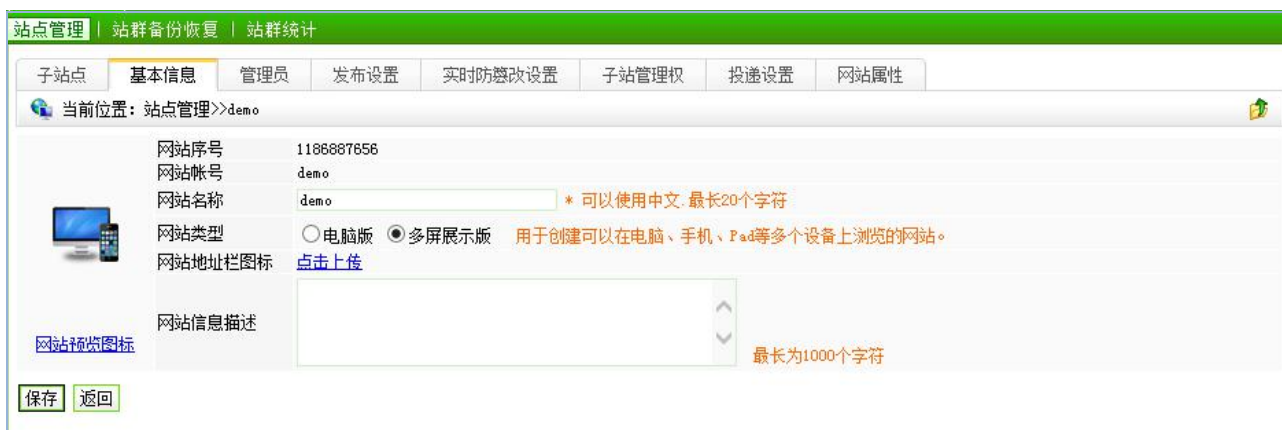 站点管理 | 站群备份恢复 | 站群统计
子站点 基本信息 管理员 发布设置 实时防篡改设置 子站管理权 投递设置 网站属性
当前位置：站点管理>>demo
网站序号 1186887656
网站帐号 demo
网站名称 demo * 可以使用中文.最长20个字符
网站类型 电脑版 多屏展示版 用于创建可以在电脑、手机、Pad等多个设备上浏览的网站。
网站地址栏图标 点击上传
网站信息描述
网站预览图标
最长为1000个字符
保存 返回